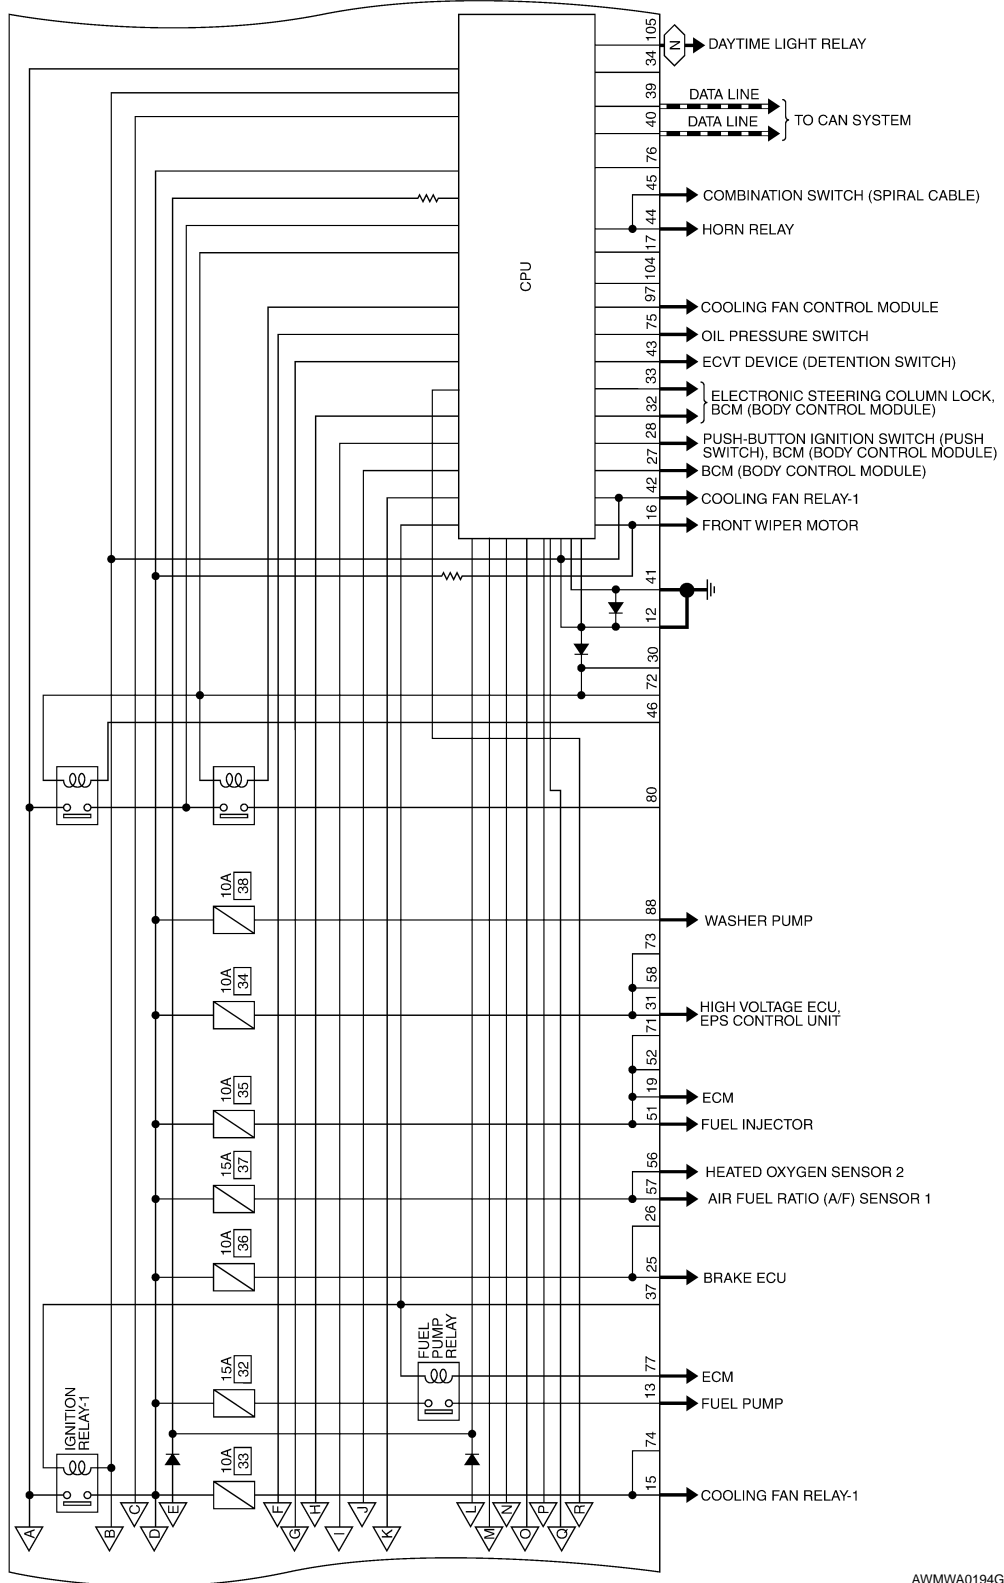 105
N
DAYTIME LIGHT RELAY
34
39
DATA LINE
40
DATA LINE
TO CAN SYSTEM
76
45
COMBINATION SWITCH (SPIRAL CABLE)
44
HORN RELAY
17
104
CPU
97
COOLING FAN CONTROL MODULE
75
OIL PRESSURE SWITCH
43
ECVT DEVICE (DETENTION SWITCH)
33
ELECTRONIC STEERING COLUMN LOCK,
BCM (BODY CONTROL MODULE)
32
28
PUSH-BUTTON IGNITION SWITCH (PUSH
SWITCH), BCM (BODY CONTROL MODULE)
27
BCM (BODY CONTROL MODULE)
42
COOLING FAN RELAY-1
16
FRONT WIPER MOTOR
41
12
30
72
46
80
10A
38
88
WASHER PUMP
73
10A
34
58
31
HIGH VOLTAGE ECU,
EPS CONTROL UNIT
71
52
10A
35
19
ECM
51
FUEL INJECTOR
15A
37
56
HEATED OXYGEN SENSOR 2
57
AIR FUEL RATIO (A/F) SENSOR 1
26
10A
36
25
BRAKE ECU
37
FUEL
PUMP
RELAY
15A
32
77
ECM
13
FUEL PUMP
IGNITION
RELAY-1
74
10A
33
15
COOLING FAN RELAY-1
A
B
C
D
E
F
G
H
I
J
K
L
M
N
O
P
Q
R
AWMWA0194G